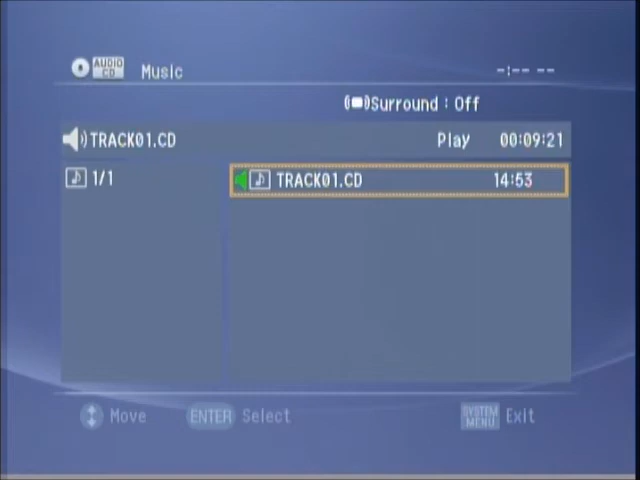 AUDIO CD Music -:-- --
Surround : Off
TRACK01.CD Play 00:09:21
1/1 TRACK01.CD 14:53
Move ENTER Select SYSTEM MENU Exit